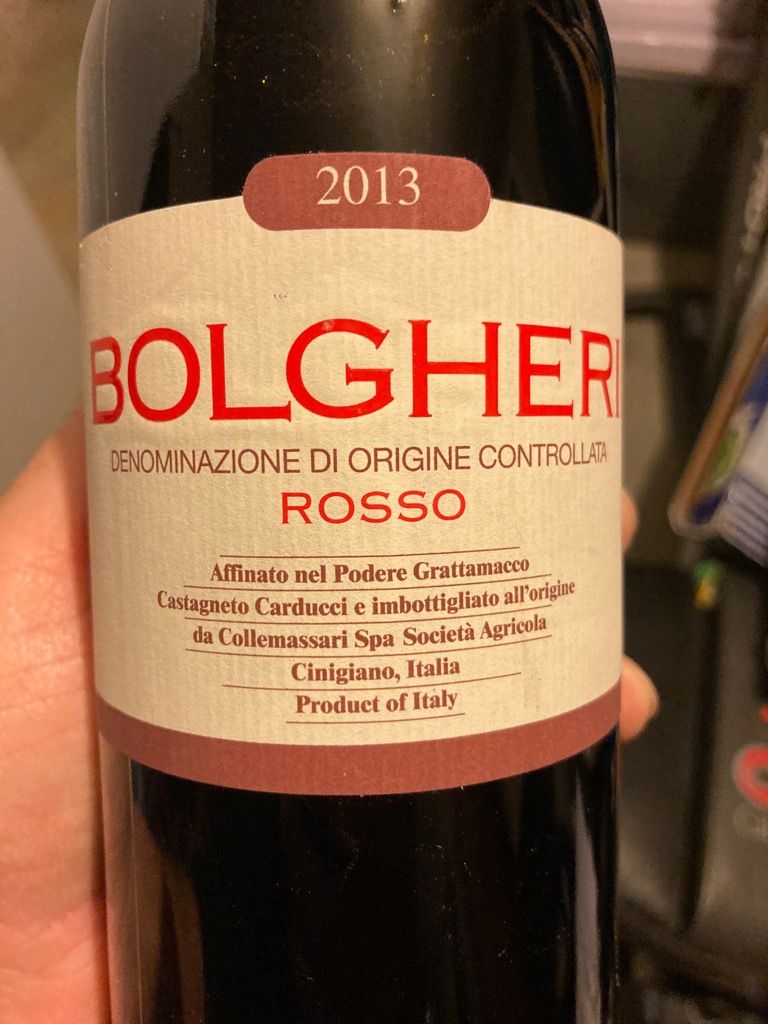 2013
BOLGHERI
DENOMINAZIONE DI ORIGINE CONTROLLATA
ROSSO
Affinato nel Podere Grattamacco
Castagneto Carducci e imbottigliato all'origine
da Collemassari Spa Società Agricola
Cinigiano, Italia
Product of Italy